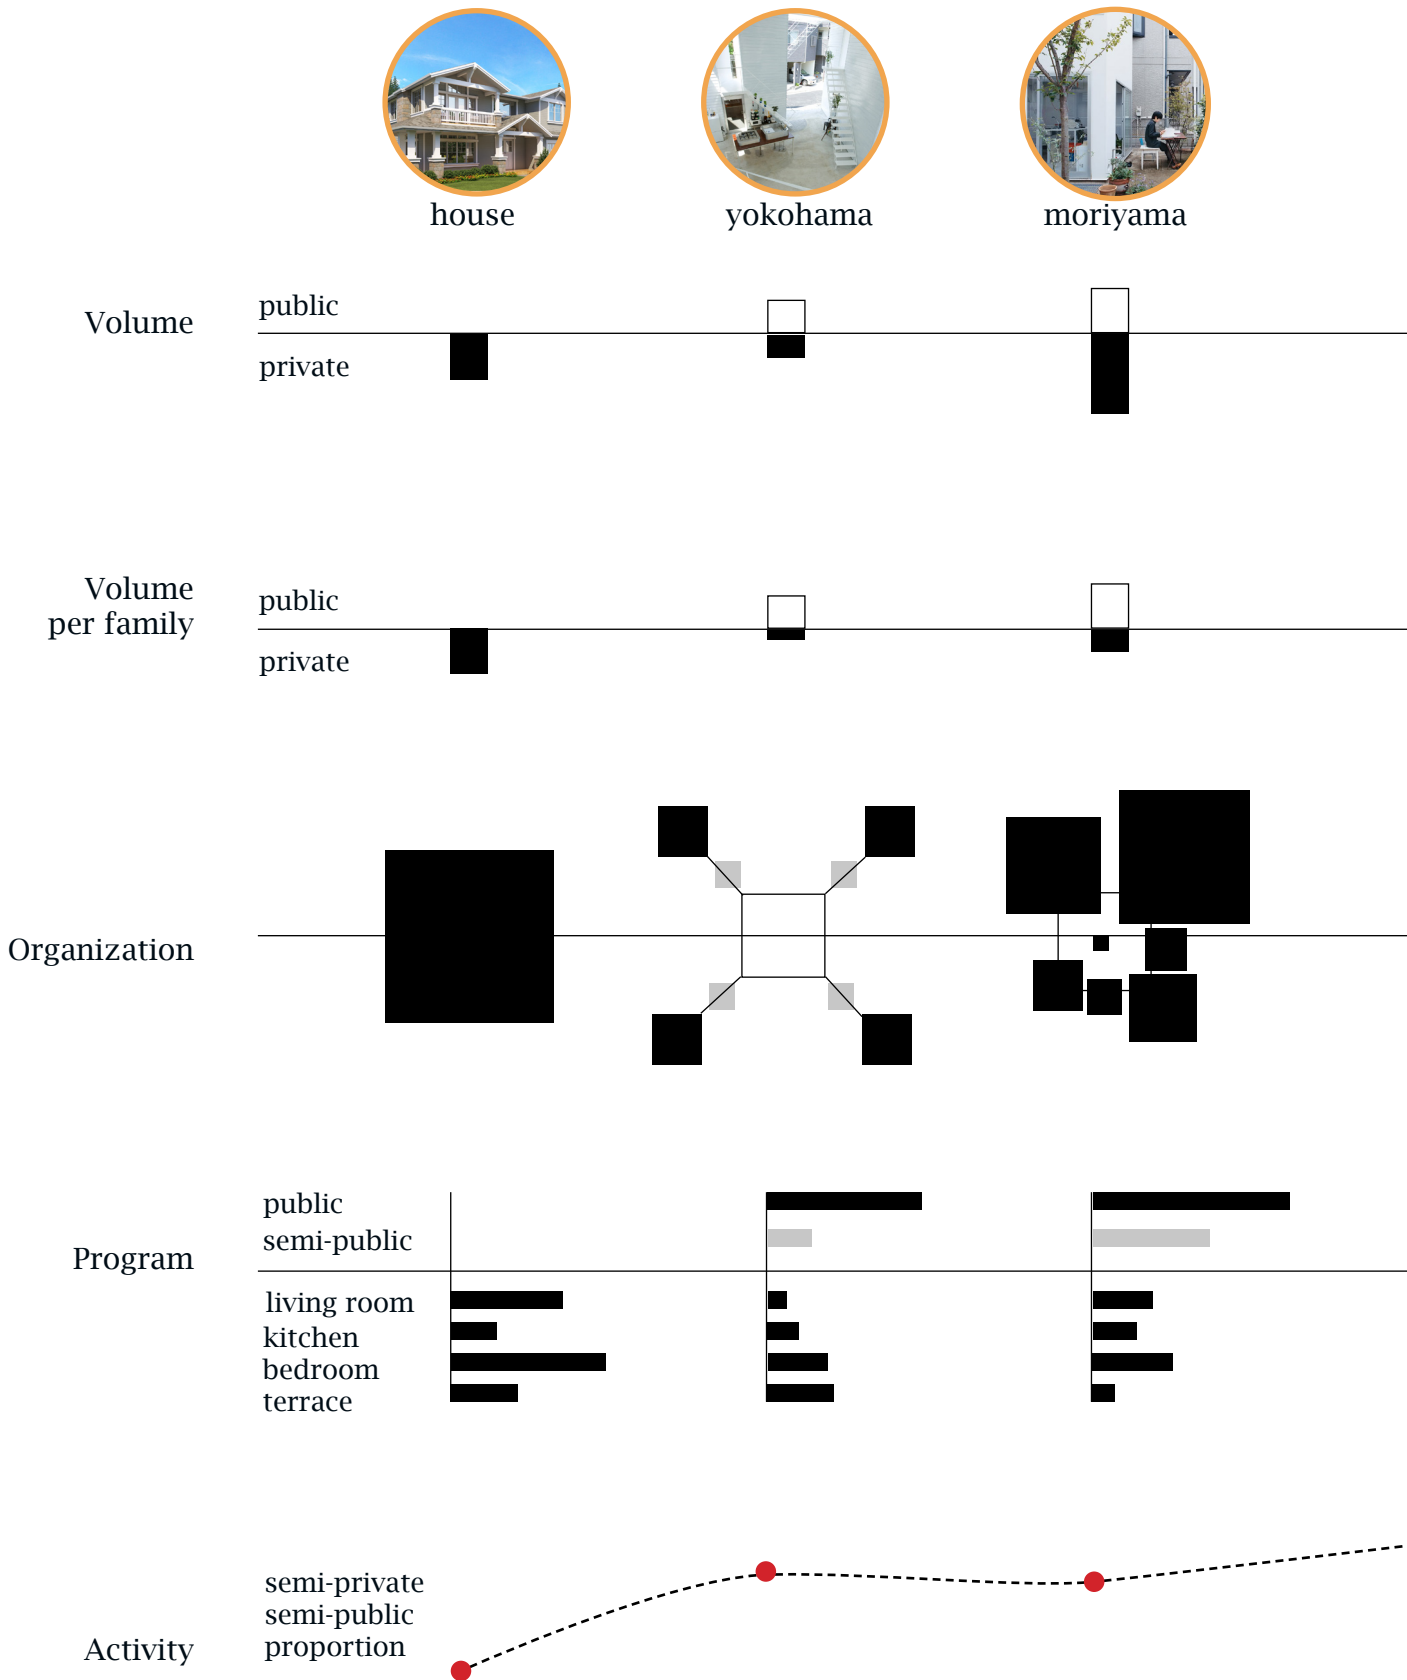 house
yokohama
moriyama
Volume
public
private
Volume
per family
public
private
Organization
Program
public
semi-public
living room
kitchen
bedroom
terrace
Activity
semi-private
semi-public
proportion